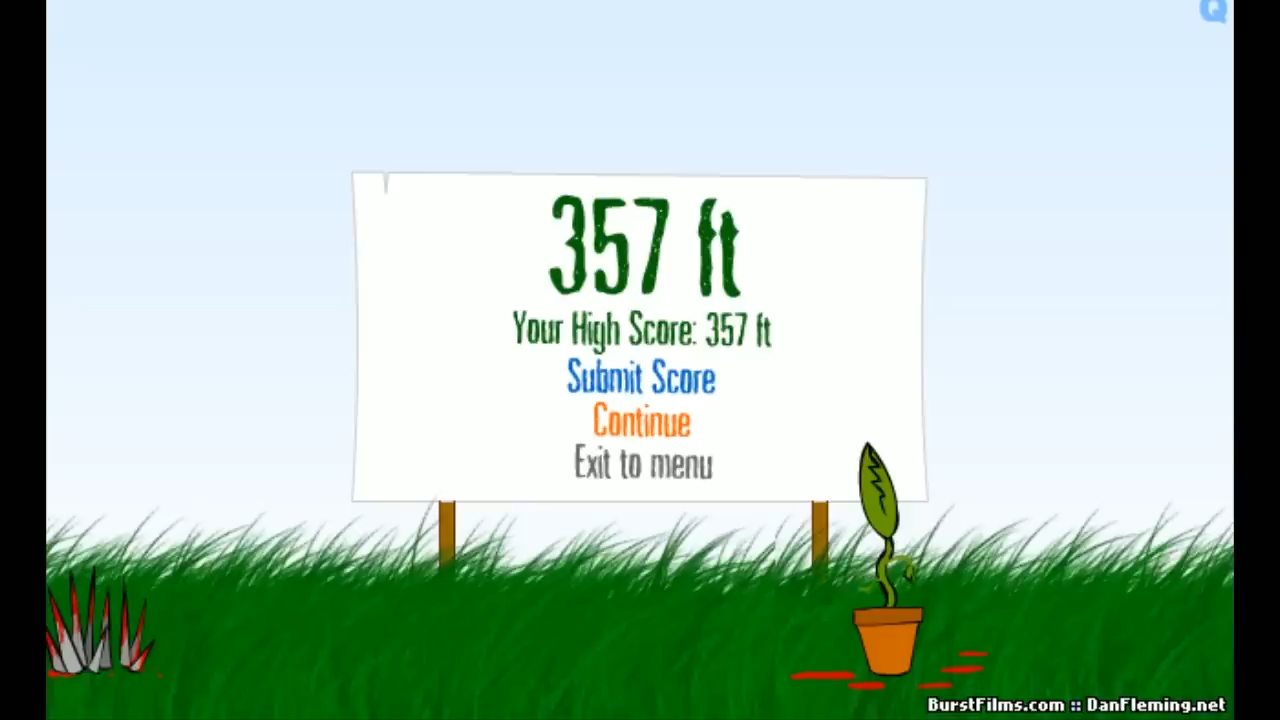 Q
357 ft
Your High Score: 357 ft
Submit Score
Continue
Exit to menu
BurstFilms.com :: DanFleming.net